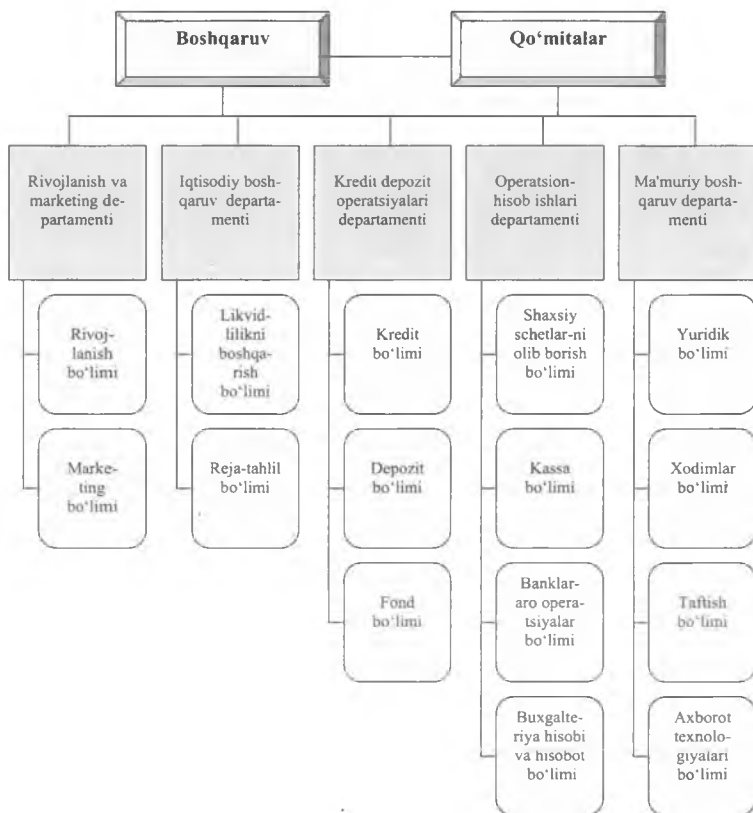 Boshqaruv
Qo‘mitalar
Rivojlanish va
marketing de-
partamenti
Iqtisodiy bosh-
qaruv departa-
menti
Kredit depozit
operatsiyalari
departamenti
Operatsion-
hisob ishlari
departamenti
Ma'muriy bosh-
qaruv departa-
menti
Rivoj-
lanish
bo‘limi
Marke-
ting
bo‘limi
Likvid-
lilikni
boshqa-
rish
bo‘limi
Reja-tahlil
bo‘limi
Kredit
bo‘limi
Depozit
bo‘limi
Fond
bo‘limi
Shaxsiy
schetlar-ni
olib borish
bo‘limi
Kassa
bo‘limi
Banklar-
aro opera-
tsiyalar
bo‘limi
Buxgalte-
riya hisobi
va hisobot
bo‘limi
Yuridik
bo‘limi
Xodimlar
bo‘limi
Taftish
bo‘limi
Axborot
texnolo-
giyalari
bo‘limi